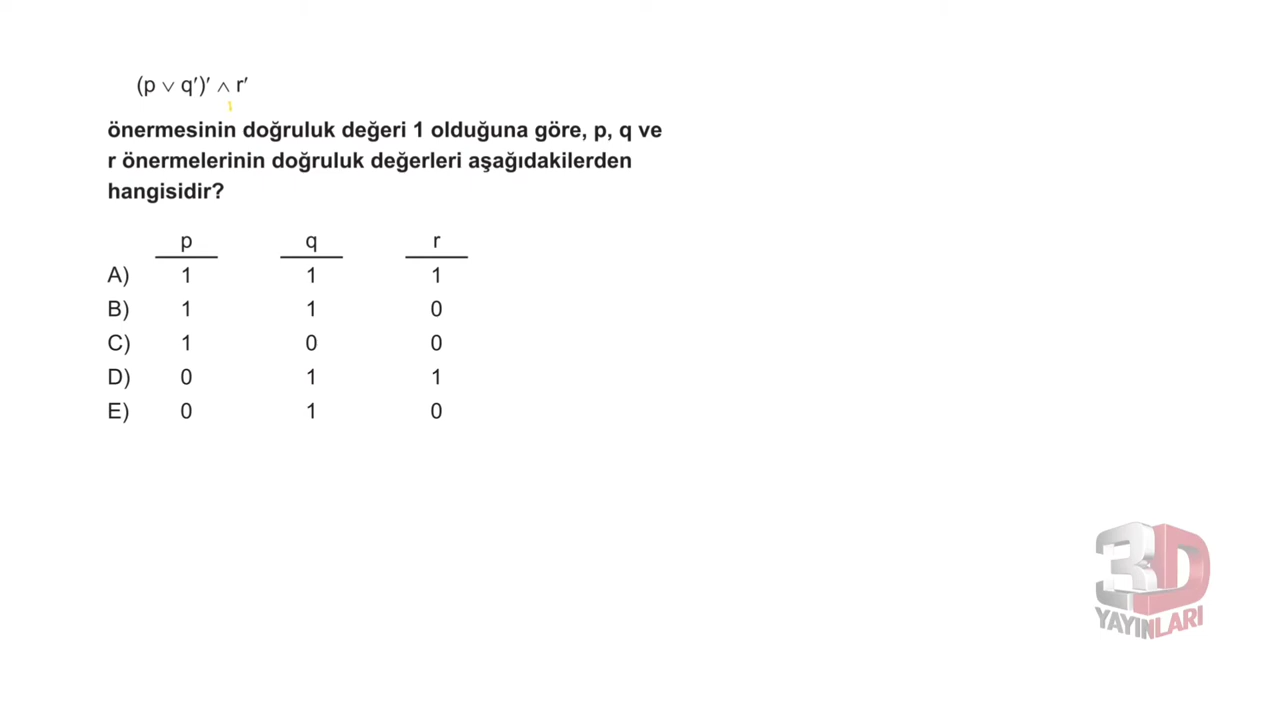 (p ∨ q′)′ ∧ r′
önermesinin doğruluk değeri 1 olduğuna göre, p, q ve
r önermelerinin doğruluk değerleri aşağıdakilerden
hangisidir?
p q r
A) 1 1 1
B) 1 1 0
C) 1 0 0
D) 0 1 1
E) 0 1 0
3D
YAYINLARI